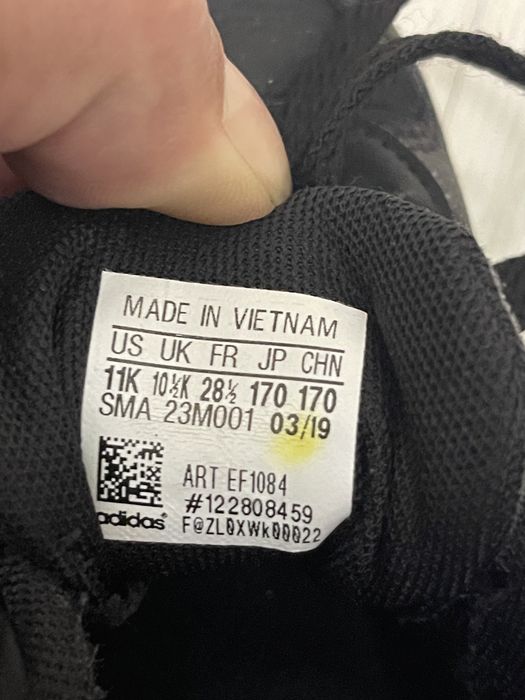 MADE IN VIETNAM
US UK FR JP CHN
11K 10½K 28½ 170 170
SMA 23M001 03/19
ART EF1084
#122808459
adidas F@ZL0XWk00022